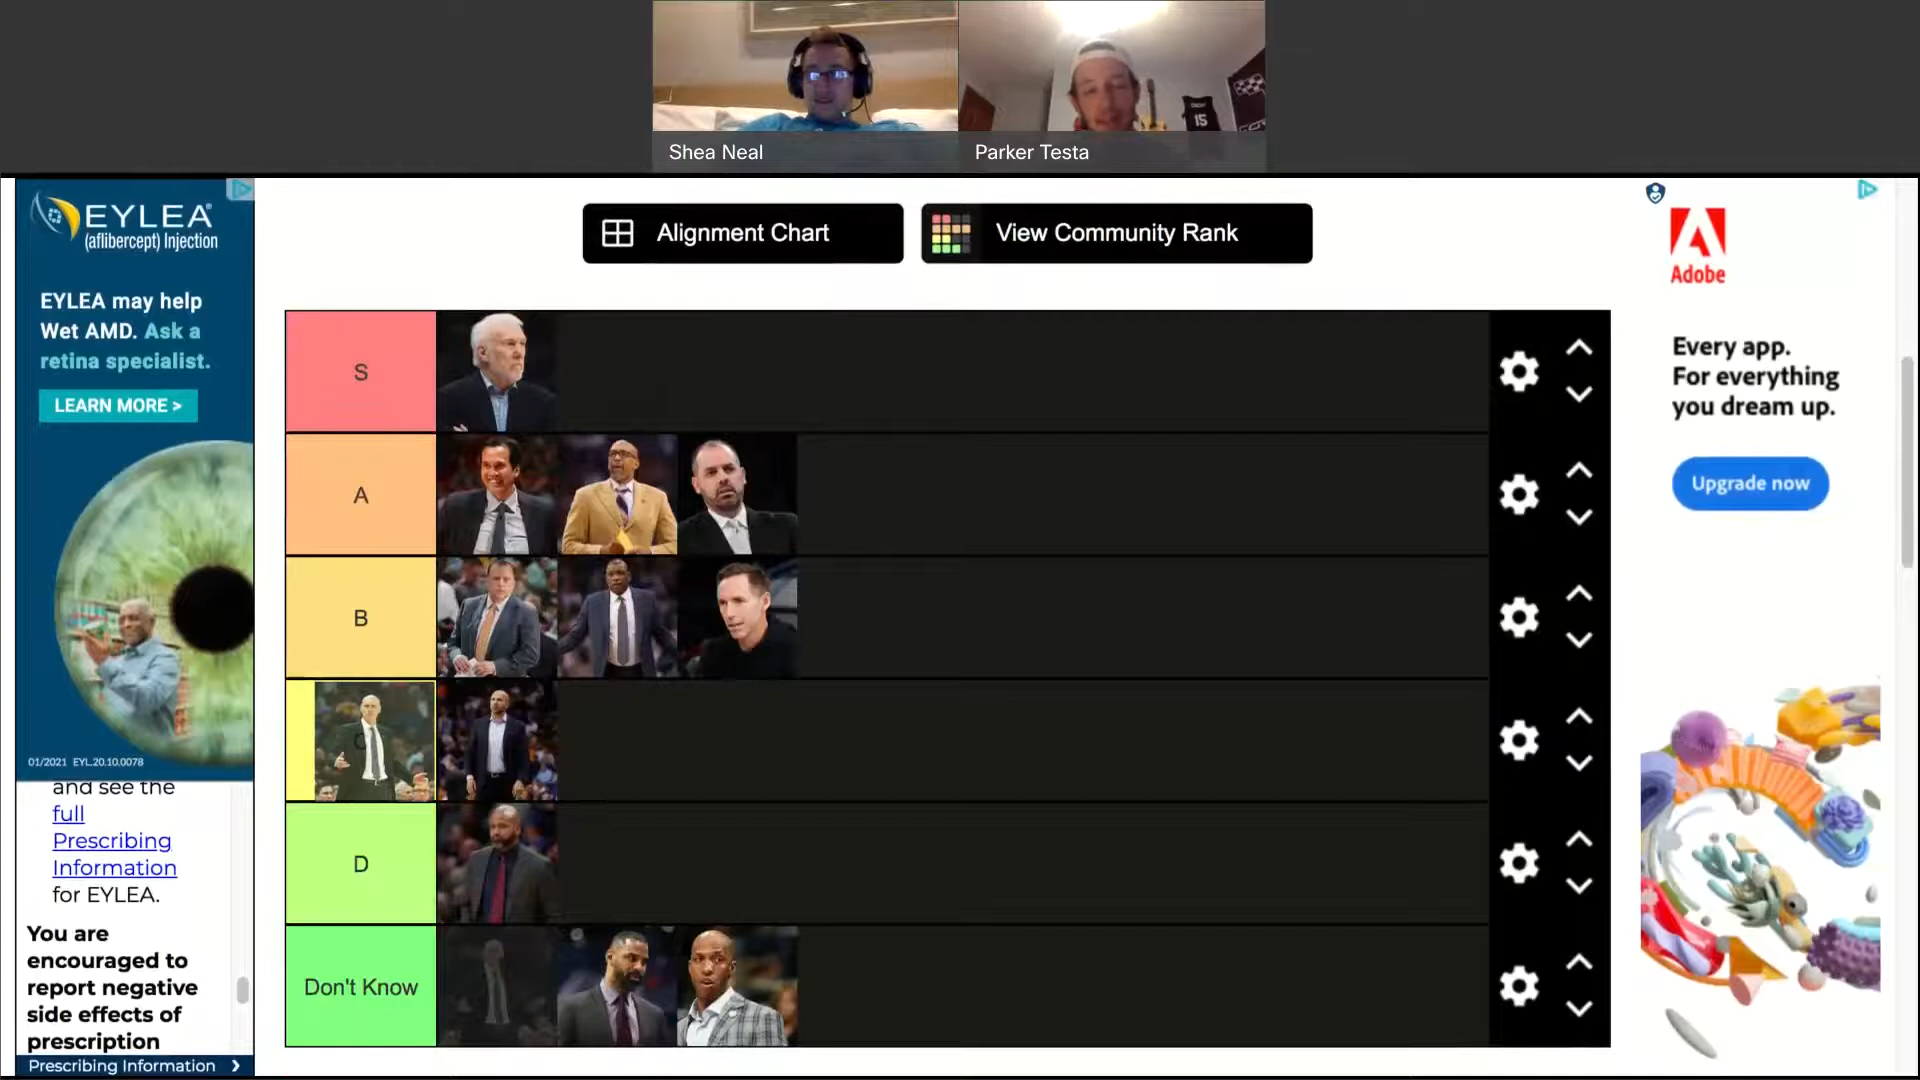 Shea Neal
Parker Testa
15
EYLEA®
(aflibercept) Injection
EYLEA may help
Wet AMD. Ask a
retina specialist.
LEARN MORE >
01/2021 EYL.20.10.0078
and see the
full
Prescribing
Information
for EYLEA.
You are
encouraged to
report negative
side effects of
prescription
Prescribing Information
Alignment Chart
View Community Rank
S
A
B
C
D
Don't Know
Adobe
Every app.
For everything
you dream up.
Upgrade now